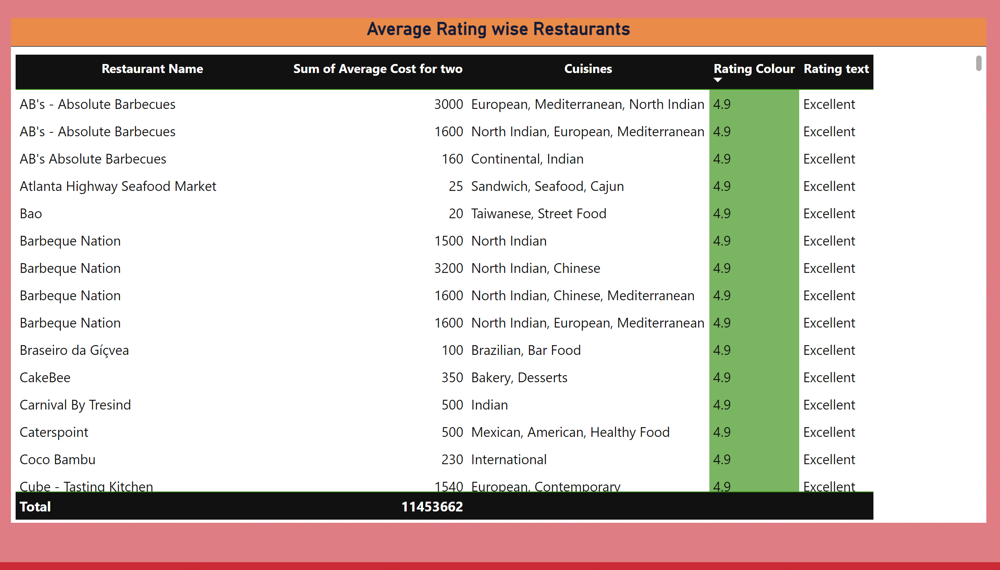 Average Rating wise Restaurants
Restaurant Name Sum of Average Cost for two Cuisines Rating Colour Rating text
AB's - Absolute Barbecues 3000 European, Mediterranean, North Indian 4.9 Excellent
AB's - Absolute Barbecues 1600 North Indian, European, Mediterranean 4.9 Excellent
AB's Absolute Barbecues 160 Continental, Indian 4.9 Excellent
Atlanta Highway Seafood Market 25 Sandwich, Seafood, Cajun 4.9 Excellent
Bao 20 Taiwanese, Street Food 4.9 Excellent
Barbeque Nation 1500 North Indian 4.9 Excellent
Barbeque Nation 3200 North Indian, Chinese 4.9 Excellent
Barbeque Nation 1600 North Indian, Chinese, Mediterranean 4.9 Excellent
Barbeque Nation 1600 North Indian, European, Mediterranean 4.9 Excellent
Braseiro da Gíçvea 100 Brazilian, Bar Food 4.9 Excellent
CakeBee 350 Bakery, Desserts 4.9 Excellent
Carnival By Tresind 500 Indian 4.9 Excellent
Caterspoint 500 Mexican, American, Healthy Food 4.9 Excellent
Coco Bambu 230 International 4.9 Excellent
Cube - Tasting Kitchen 1540 European, Contemporary 4.9 Excellent
Total 11453662